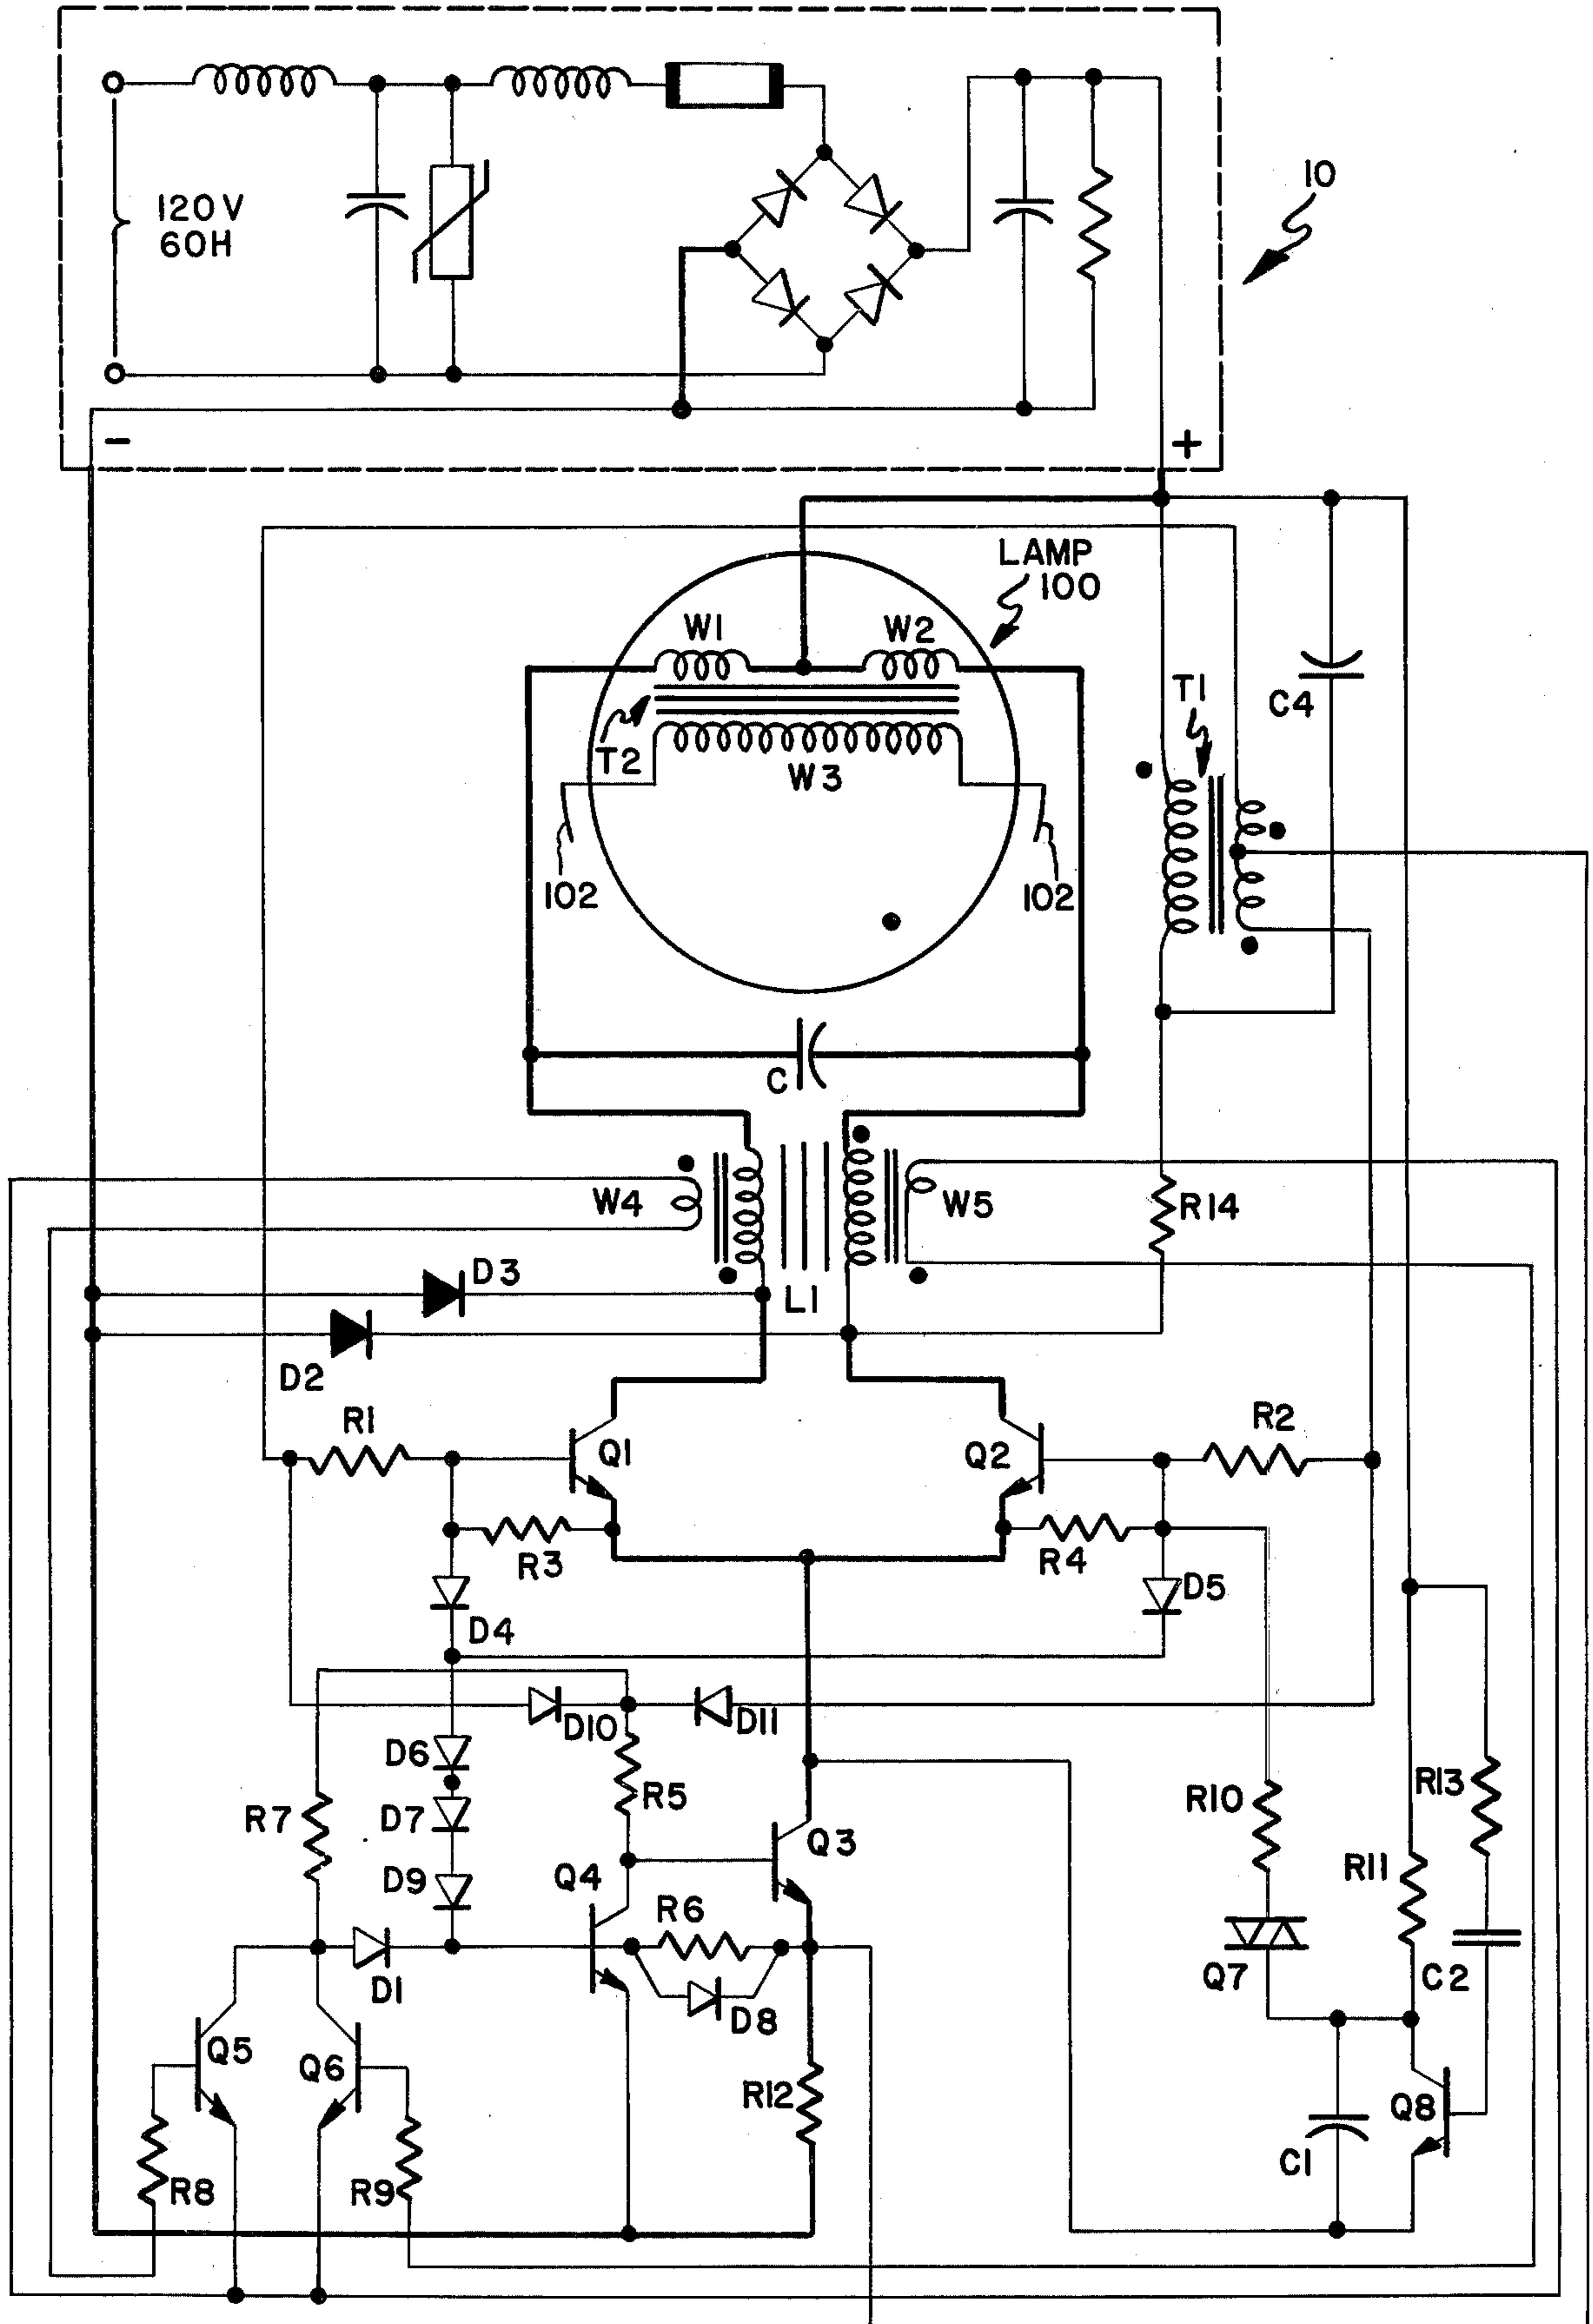 120V
60H
10
-
+
LAMP
100
W1
W2
T2
W3
102
102
T1
C4
C
W4
W5
R14
D3
L1
D2
R1
Q1
Q2
R2
R3
R4
D5
D4
D10
D11
D6
R5
R10
R13
R7
D7
Q3
D9
Q4
R11
R6
D1
D8
Q7
C2
Q5
Q6
R12
Q8
R8
R9
C1